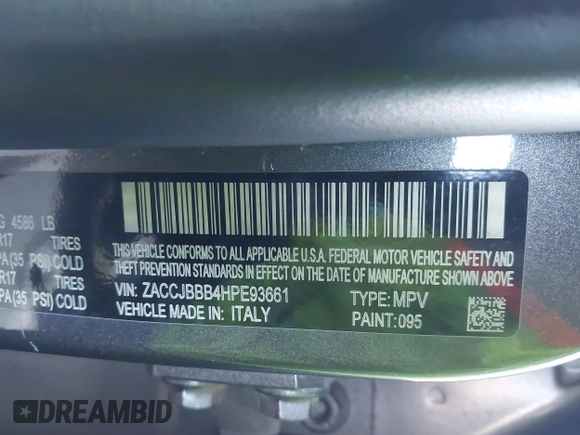 G 4586 LB
R17 TIRES
PA(35 PSI) COLD
R17 TIRES
PA(35 PSI) COLD
THIS VEHICLE CONFORMS TO ALL APPLICABLE U.S.A. FEDERAL MOTOR VEHICLE SAFETY AND
THEFT PREVENTION STANDARDS IN EFFECT ON THE DATE OF MANUFACTURE SHOWN ABOVE
VIN: ZACCJBBB4HPE93661 TYPE: MPV
VEHICLE MADE IN: ITALY PAINT: 095
DREAMBID